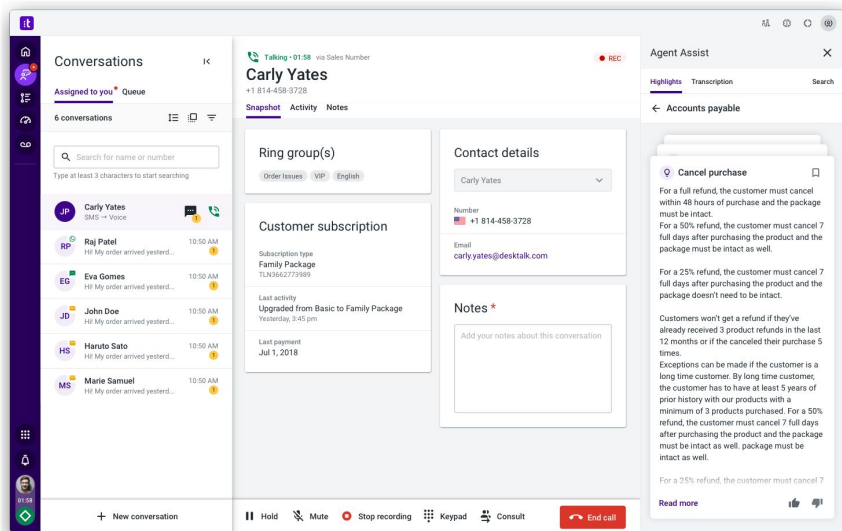 :t
Conversations
Assigned to you Queue
6 conversations
Search for name or number
Type at least 3 characters to start searching
JP
Carly Yates
SMS → Voice
1
RP
Raj Patel
10:50 AM
Hi! My order arrived yesterd...
1
EG
Eva Gomes
10:50 AM
Hi! My order arrived yesterd...
1
JD
John Doe
10:50 AM
Hi! My order arrived yesterd...
1
HS
Haruto Sato
10:50 AM
Hi! My order arrived yesterd...
1
MS
Marie Samuel
10:50 AM
Hi! My order arrived yesterd...
1
01:58
+ New conversation
Talking • 01:58 via Sales Number
REC
Carly Yates
+1 814-458-3728
Snapshot Activity Notes
Ring group(s)
Order Issues VIP English
Customer subscription
Subscription type
Family Package
TLN3662773989
Last activity
Upgraded from Basic to Family Package
Yesterday, 3:45 pm
Last payment
Jul 1, 2018
Contact details
Carly Yates
Number
+1 814-458-3728
Email
carly.yates@desktalk.com
Notes *
Add your notes about this conversation
Hold Mute Stop recording Keypad Consult End call
Agent Assist
Highlights Transcription Search
← Accounts payable
Cancel purchase
For a full refund, the customer must cancel
within 48 hours of purchase and the package
must be intact.
For a 50% refund, the customer must cancel 7
full days after purchasing the product and the
package must be intact as well.
For a 25% refund, the customer must cancel 7
full days after purchasing the product and the
package doesn't need to be intact.
Customers won't get a refund if they've
already received 3 product refunds in the last
12 months or if the canceled their purchase 5
times.
Exceptions can be made if the customer is a
long time customer. By long time customer,
the customer has to have at least 5 years of
prior history with our products with a
minimum of 3 products purchased. For a 50%
refund, the customer must cancel 7 full days
after purchasing the product and the package
must be intact as well. package must be
intact as well.
For a 25% refund, the customer must cancel 7
Read more